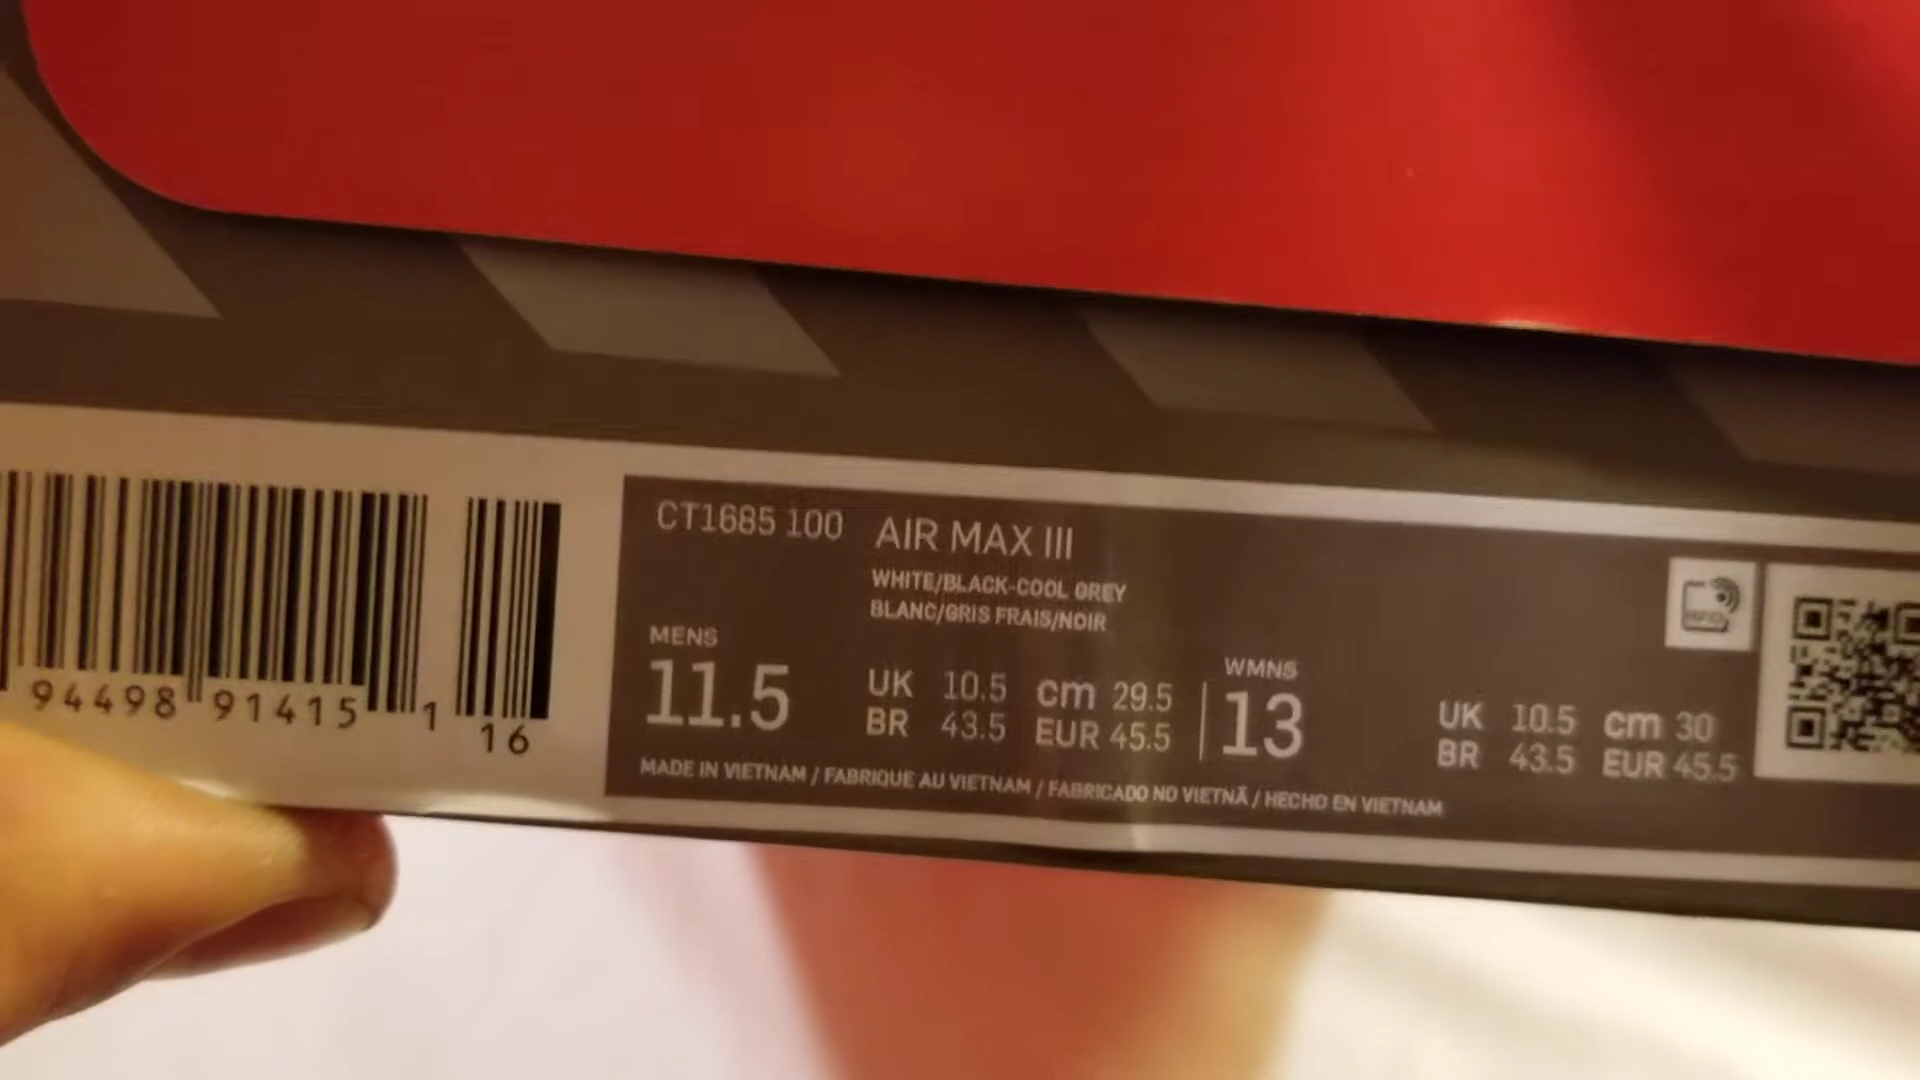 94498 91415 1
16
CT1685 100 AIR MAX III
WHITE/BLACK-COOL GREY
BLANC/GRIS FRAIS/NOIR
MENS
11.5
UK 10.5 cm 29.5
BR 43.5 EUR 45.5
WMNS
13
UK 10.5 cm 30
BR 43.5 EUR 45.5
MADE IN VIETNAM / FABRIQUE AU VIETNAM / FABRICADO NO VIETNÃ / HECHO EN VIETNAM
RFID